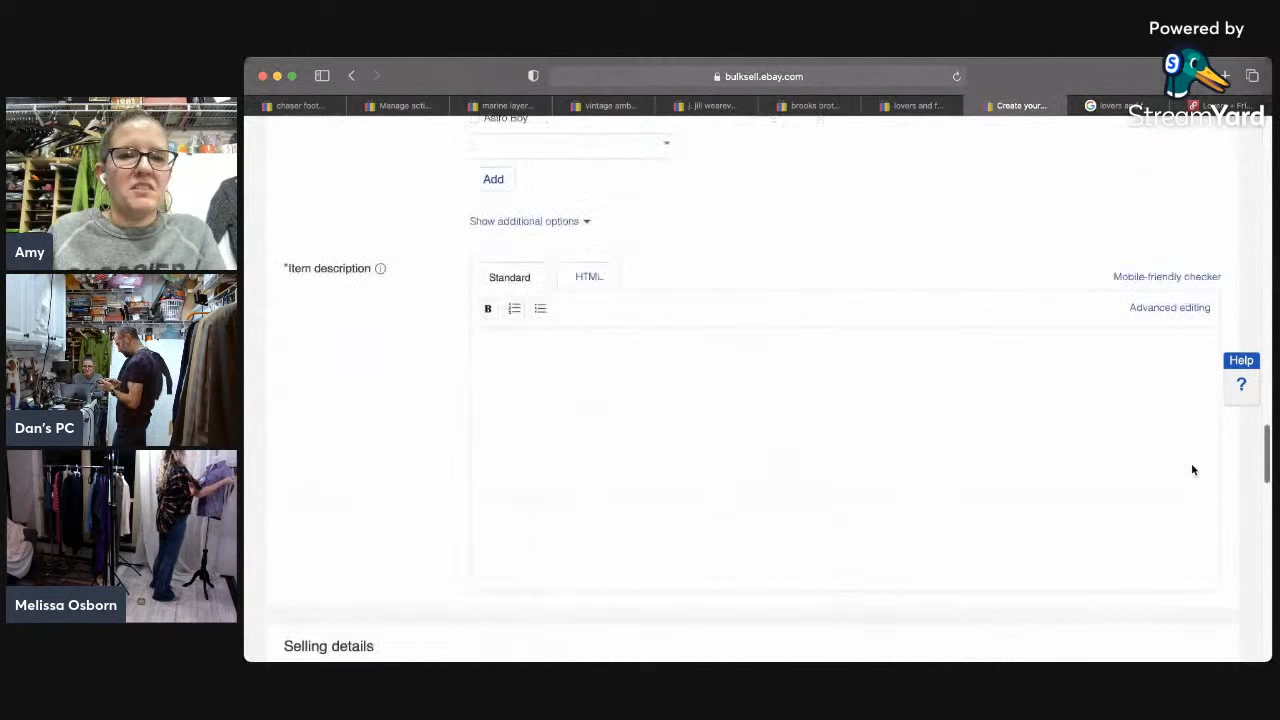 Powered by
StreamYard
bulksell.ebay.com
chaser foot...
Manage acti...
marine layer...
vintage amb...
j. jill wearev...
brooks brot...
lovers and f...
Create your...
Astro Boy
Add
Show additional options
*Item description
Standard
HTML
Mobile-friendly checker
B
Advanced editing
Help
?
Selling details
Amy
Dan's PC
Melissa Osborn